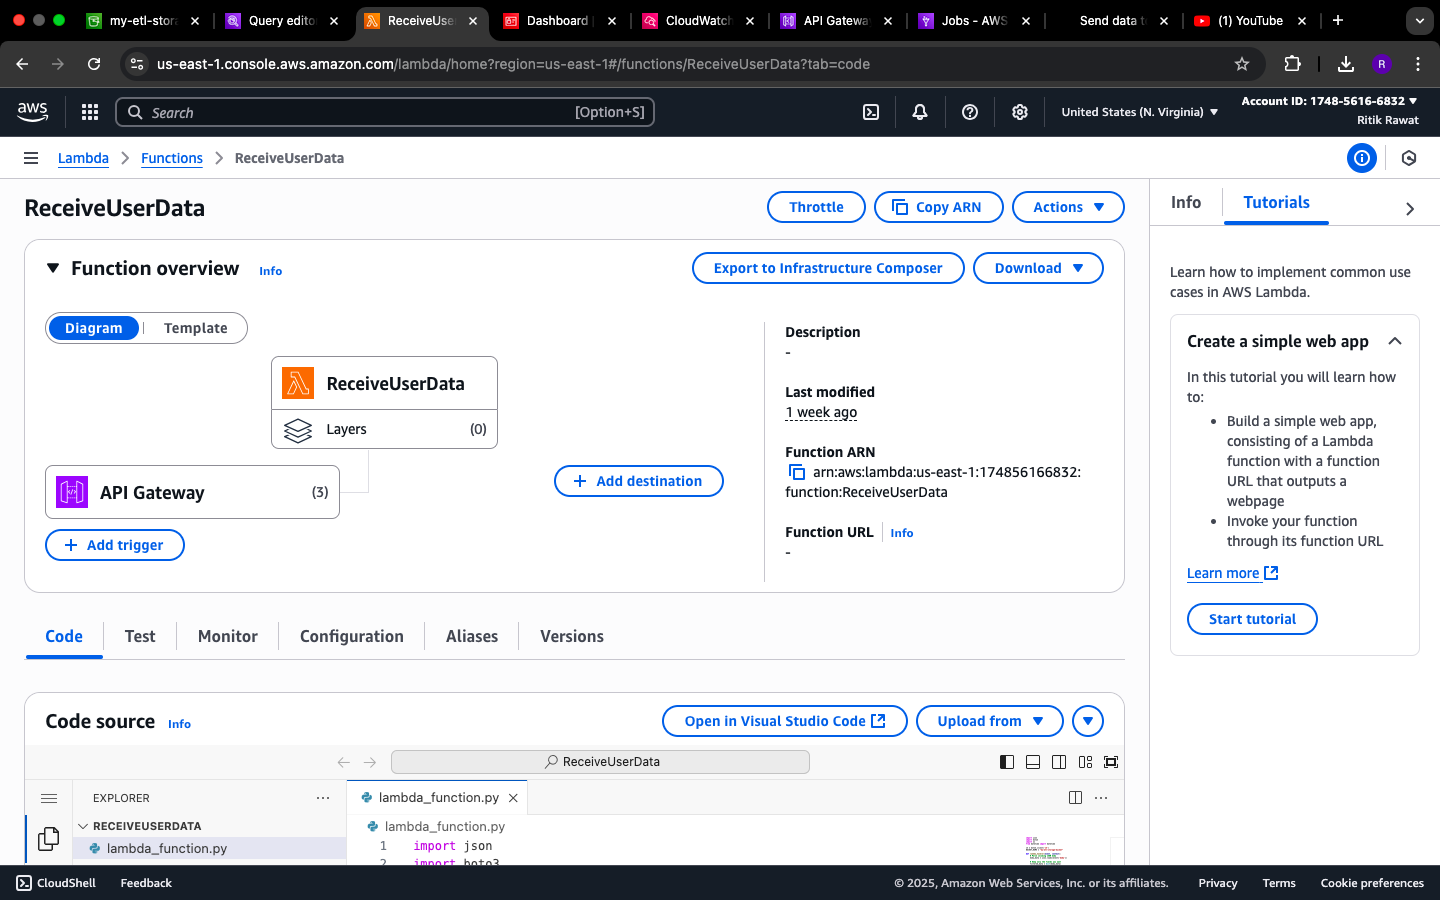 my-etl-stora
Query edito
ReceiveUser
Dashboard
CloudWatch
API Gateway
Jobs - AWS
Send data t
(1) YouTube
us-east-1.console.aws.amazon.com/lambda/home?region=us-east-1#/functions/ReceiveUserData?tab=code
R
aws
Search
[Option+S]
United States (N. Virginia)
Account ID: 1748-5616-6832
Ritik Rawat
Lambda
Functions
ReceiveUserData
ReceiveUserData
Throttle
Copy ARN
Actions
Info
Tutorials
Function overview
Info
Export to Infrastructure Composer
Download
Diagram
Template
ReceiveUserData
Layers
(0)
API Gateway
(3)
Add trigger
Add destination
Description
-
Last modified
1 week ago
Function ARN
arn:aws:lambda:us-east-1:174856166832:
function:ReceiveUserData
Function URL
Info
-
Learn how to implement common use
cases in AWS Lambda.
Create a simple web app
In this tutorial you will learn how
to:
• Build a simple web app,
consisting of a Lambda
function with a function
URL that outputs a
webpage
• Invoke your function
through its function URL
Learn more
Start tutorial
Code
Test
Monitor
Configuration
Aliases
Versions
Code source
Info
Open in Visual Studio Code
Upload from
ReceiveUserData
EXPLORER
RECEIVEUSERDATA
lambda_function.py
lambda_function.py
lambda_function.py
1 import json
2 import boto3
CloudShell
Feedback
© 2025, Amazon Web Services, Inc. or its affiliates.
Privacy
Terms
Cookie preferences